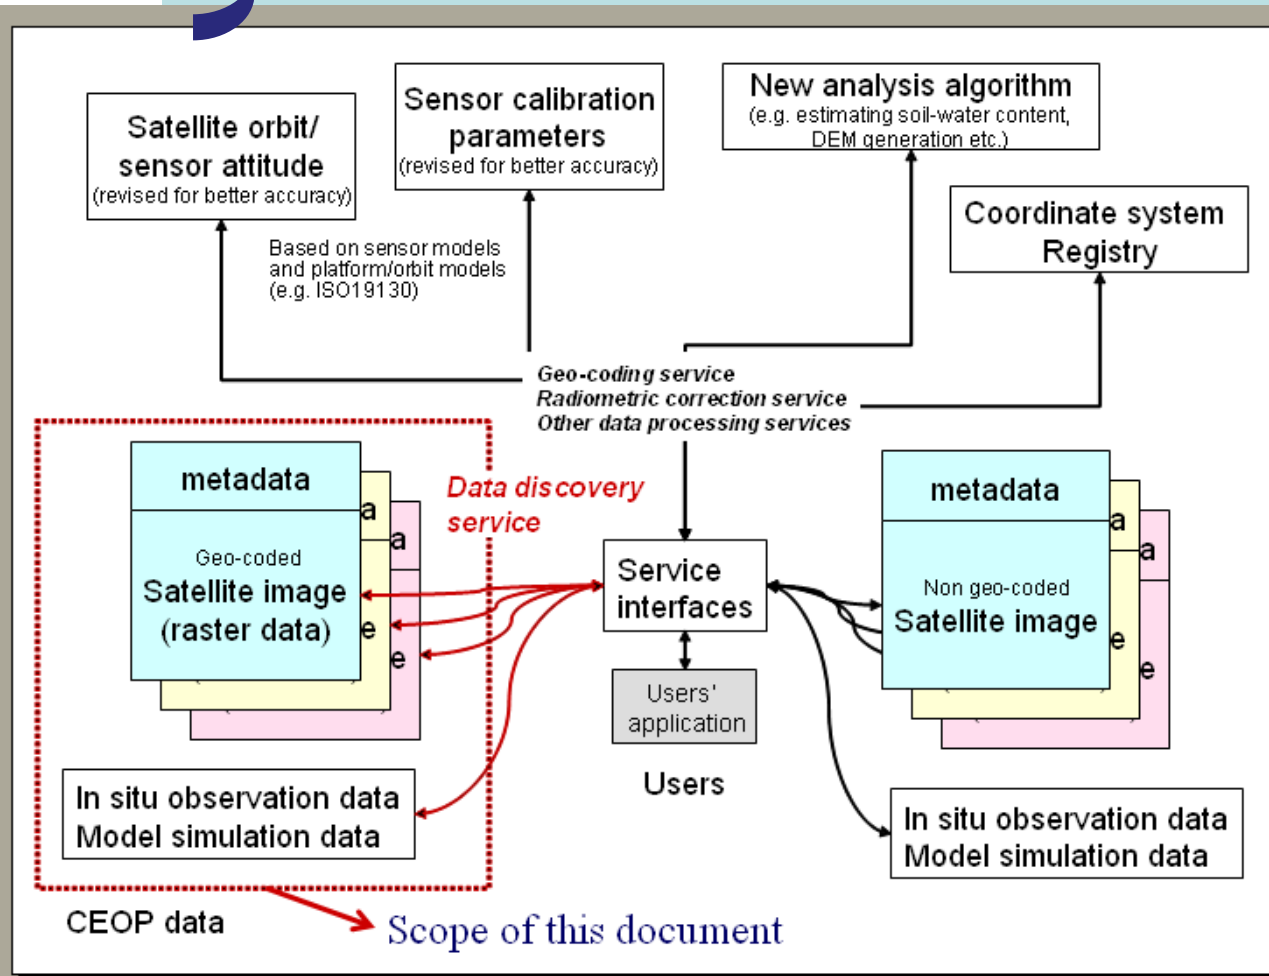 Satellite orbit/
sensor attitude
(revised for better accuracy)
Sensor calibration
parameters
(revised for better accuracy)
New analysis algorithm
(e.g. estimating soil-water content,
DEM generation etc.)
Coordinate system
Registry
Based on sensor models
and platform/orbit models
(e.g. ISO19130)
Geo-coding service
Radiometric correction service
Other data processing services
metadata
a
a
Geo-coded
Satellite image
(raster data)
e
e
Data discovery
service
Service
interfaces
Users'
application
Users
metadata
a
a
Non geo-coded
Satellite image
e
e
In situ observation data
Model simulation data
In situ observation data
Model simulation data
CEOP data
Scope of this document